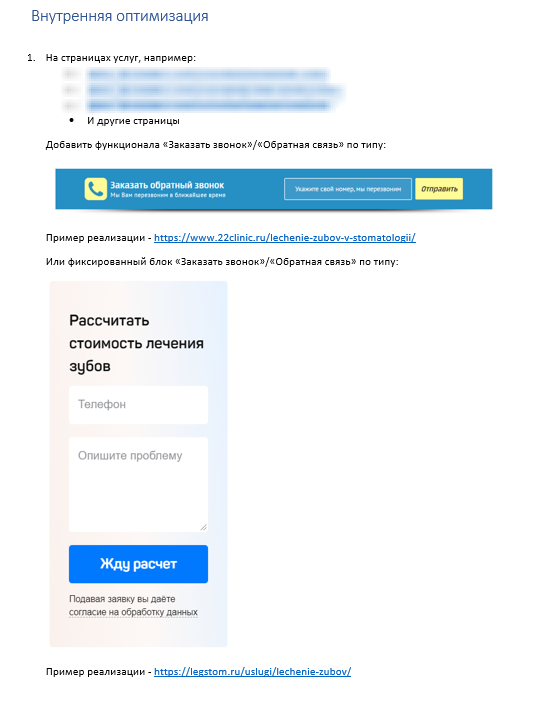 Внутренняя оптимизация
1. На страницах услуг, например:
• И другие страницы
Добавить функционала «Заказать звонок»/«Обратная связь» по типу:
Заказать обратный звонок
Мы Вам перезвоним в ближайшее время
Укажите свой номер, мы перезвоним
Отправить
Пример реализации - https://www.22clinic.ru/lechenie-zubov-v-stomatologii/
Или фиксированный блок «Заказать звонок»/«Обратная связь» по типу:
Рассчитать
стоимость лечения
зубов
Телефон
Опишите проблему
Жду расчет
Подавая заявку вы даёте
согласие на обработку данных
Пример реализации - https://legstom.ru/uslugi/lechenie-zubov/